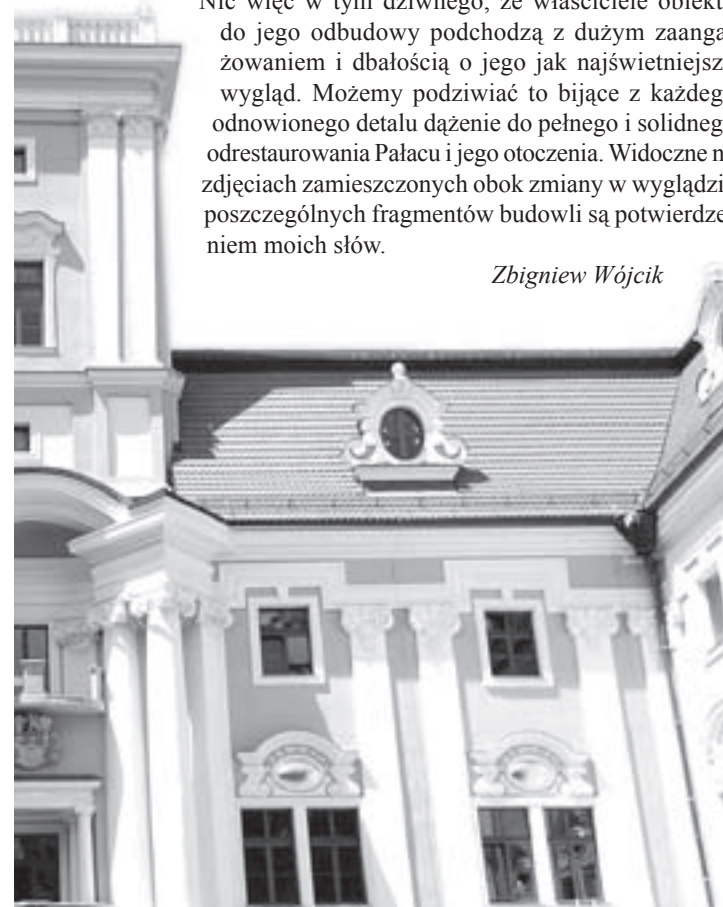 Nic więc w tym dziwnego, że właściciele obiekt
do jego odbudowy podchodzą z dużym zaanga
żowaniem i dbałością o jego jak najświetniejsz
wygląd. Możemy podziwiać to bijące z każdeg
odnowionego detalu dążenie do pełnego i solidneg
odrestaurowania Pałacu i jego otoczenia. Widoczne n
zdjęciach zamieszczonych obok zmiany w wyglądzi
poszczególnych fragmentów budowli są potwierdze
niem moich słów.
Zbigniew Wójcik